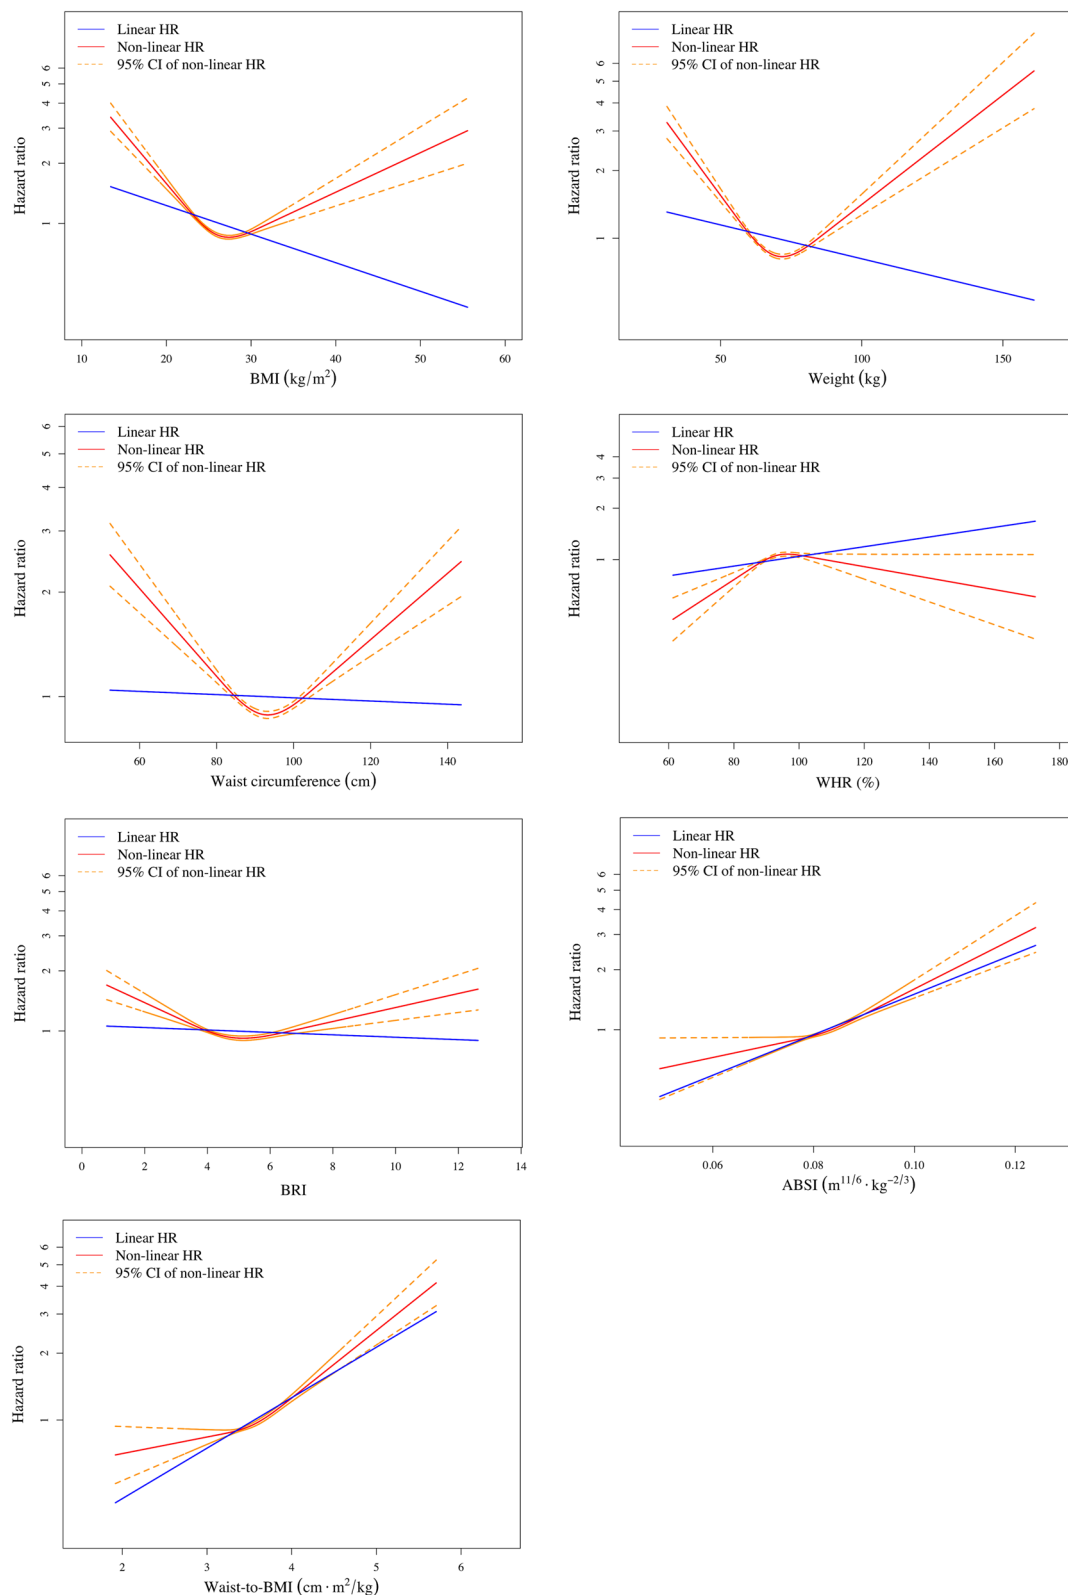 Linear HR
Non-linear HR
95% CI of non-linear HR
Hazard ratio
1 2 3 4 5 6
10 20 30 40 50 60
BMI (kg/m²)
Linear HR
Non-linear HR
95% CI of non-linear HR
Hazard ratio
1 2 3 4 5 6
50 100 150
Weight (kg)
Linear HR
Non-linear HR
95% CI of non-linear HR
Hazard ratio
1 2 3 4 5 6
60 80 100 120 140
Waist circumference (cm)
Linear HR
Non-linear HR
95% CI of non-linear HR
Hazard ratio
1 2 3 4
60 80 100 120 140 160 180
WHR (%)
Linear HR
Non-linear HR
95% CI of non-linear HR
Hazard ratio
1 2 3 4 5 6
0 2 4 6 8 10 12 14
BRI
Linear HR
Non-linear HR
95% CI of non-linear HR
Hazard ratio
1 2 3 4 5 6
0.06 0.08 0.10 0.12
ABSI (m^11/6 · kg^−2/3)
Linear HR
Non-linear HR
95% CI of non-linear HR
Hazard ratio
1 2 3 4 5 6
2 3 4 5 6
Waist-to-BMI (cm · m²/kg)